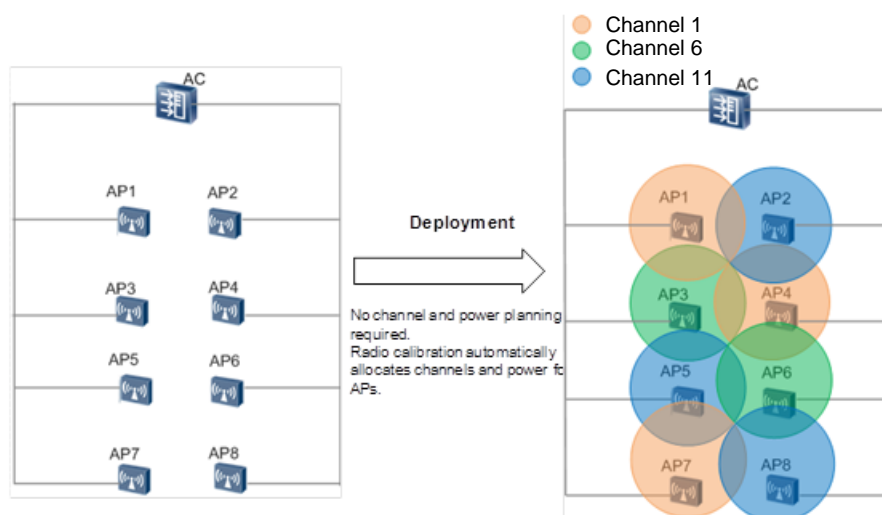 Channel 1
Channel 6
Channel 11
AC
AP1 AP2
AP3 AP4
AP5 AP6
AP7 AP8
Deployment
No channel and power planning
required.
Radio calibration automatically
allocates channels and power fo
APs.
AC
AP1 AP2
AP3 AP4
AP5 AP6
AP7 AP8